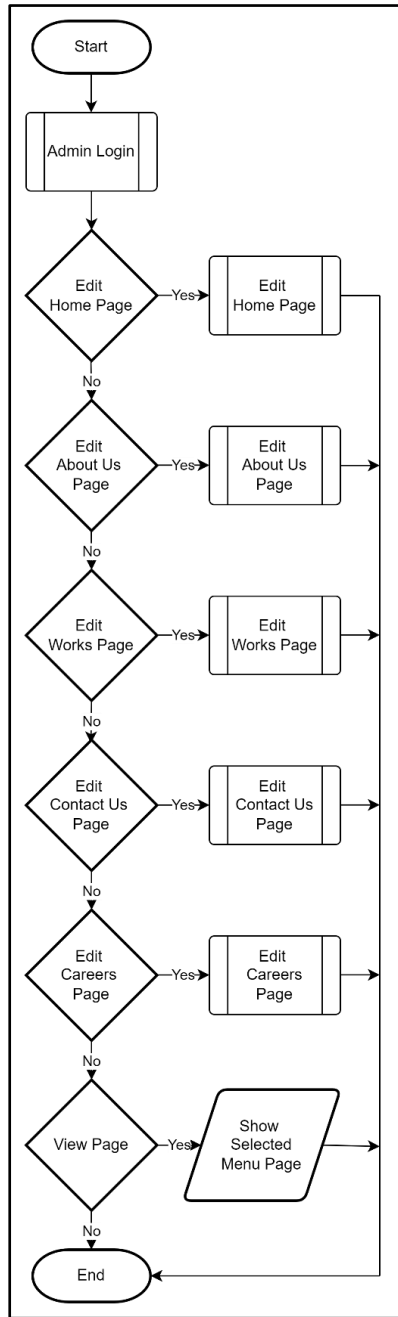 Start
Admin Login
Edit
Home Page
Yes
Edit
Home Page
No
Edit
About Us
Page
Yes
Edit
About Us
Page
No
Edit
Works Page
Yes
Edit
Works Page
No
Edit
Contact Us
Page
Yes
Edit
Contact Us
Page
No
Edit
Careers
Page
Yes
Edit
Careers
Page
No
View Page
Yes
Show
Selected
Menu Page
No
End